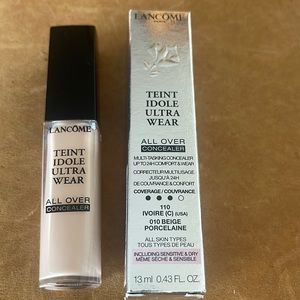 LANCÔME
TEINT
IDOLE
ULTRA
WEAR
ALL OVER
CONCEALER
LANCÔME
PARIS
TEINT
IDOLE
ULTRA
WEAR
ALL OVER
CONCEALER
MULTI-TASKING CONCEALER
UP TO 24H COMFORT & WEAR
CORRECTEUR MULTI-USAGE
JUSQU'À 24H
DE COUVRANCE & CONFORT
COVERAGE / COUVRANCE
110
IVOIRE (C) (USA)
010 BEIGE
PORCELAINE
ALL SKIN TYPES
TOUS TYPES DE PEAU
INCLUDING SENSITIVE & DRY
MÊME SÈCHE & SENSIBLE
13 ml 0.43 FL. OZ.